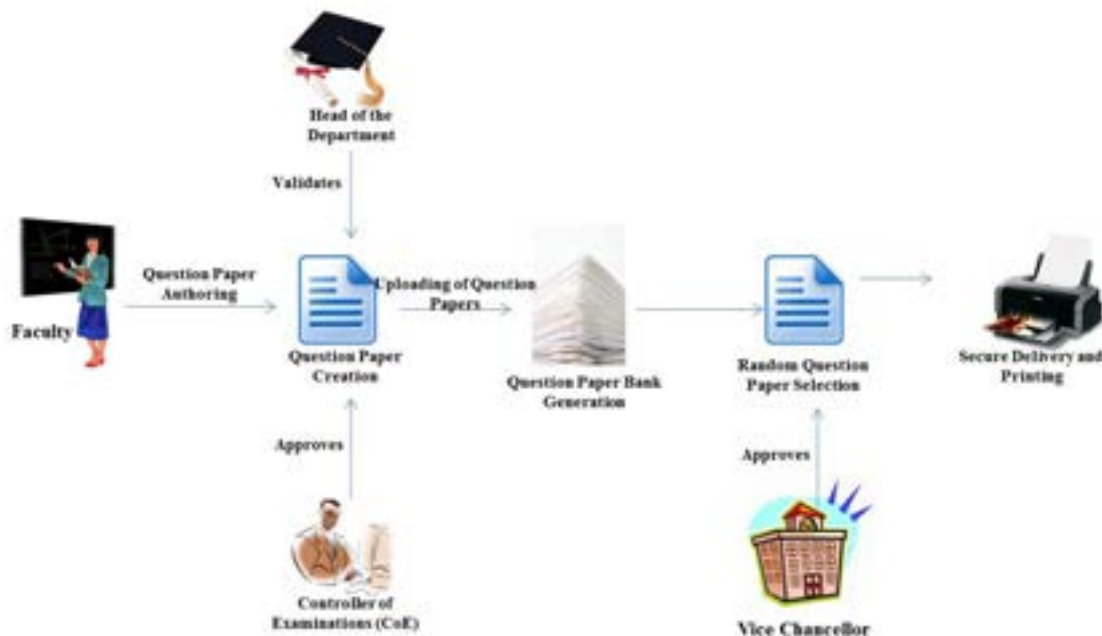 Head of the
Department
Validates
Question Paper
Authoring
Faculty
Uploading of Question
Papers
Question Paper
Creation
Question Paper Bank
Generation
Random Question
Paper Selection
Secure Delivery and
Printing
Approves
Approves
Controller of
Examinations (CoE)
Vice Chancellor